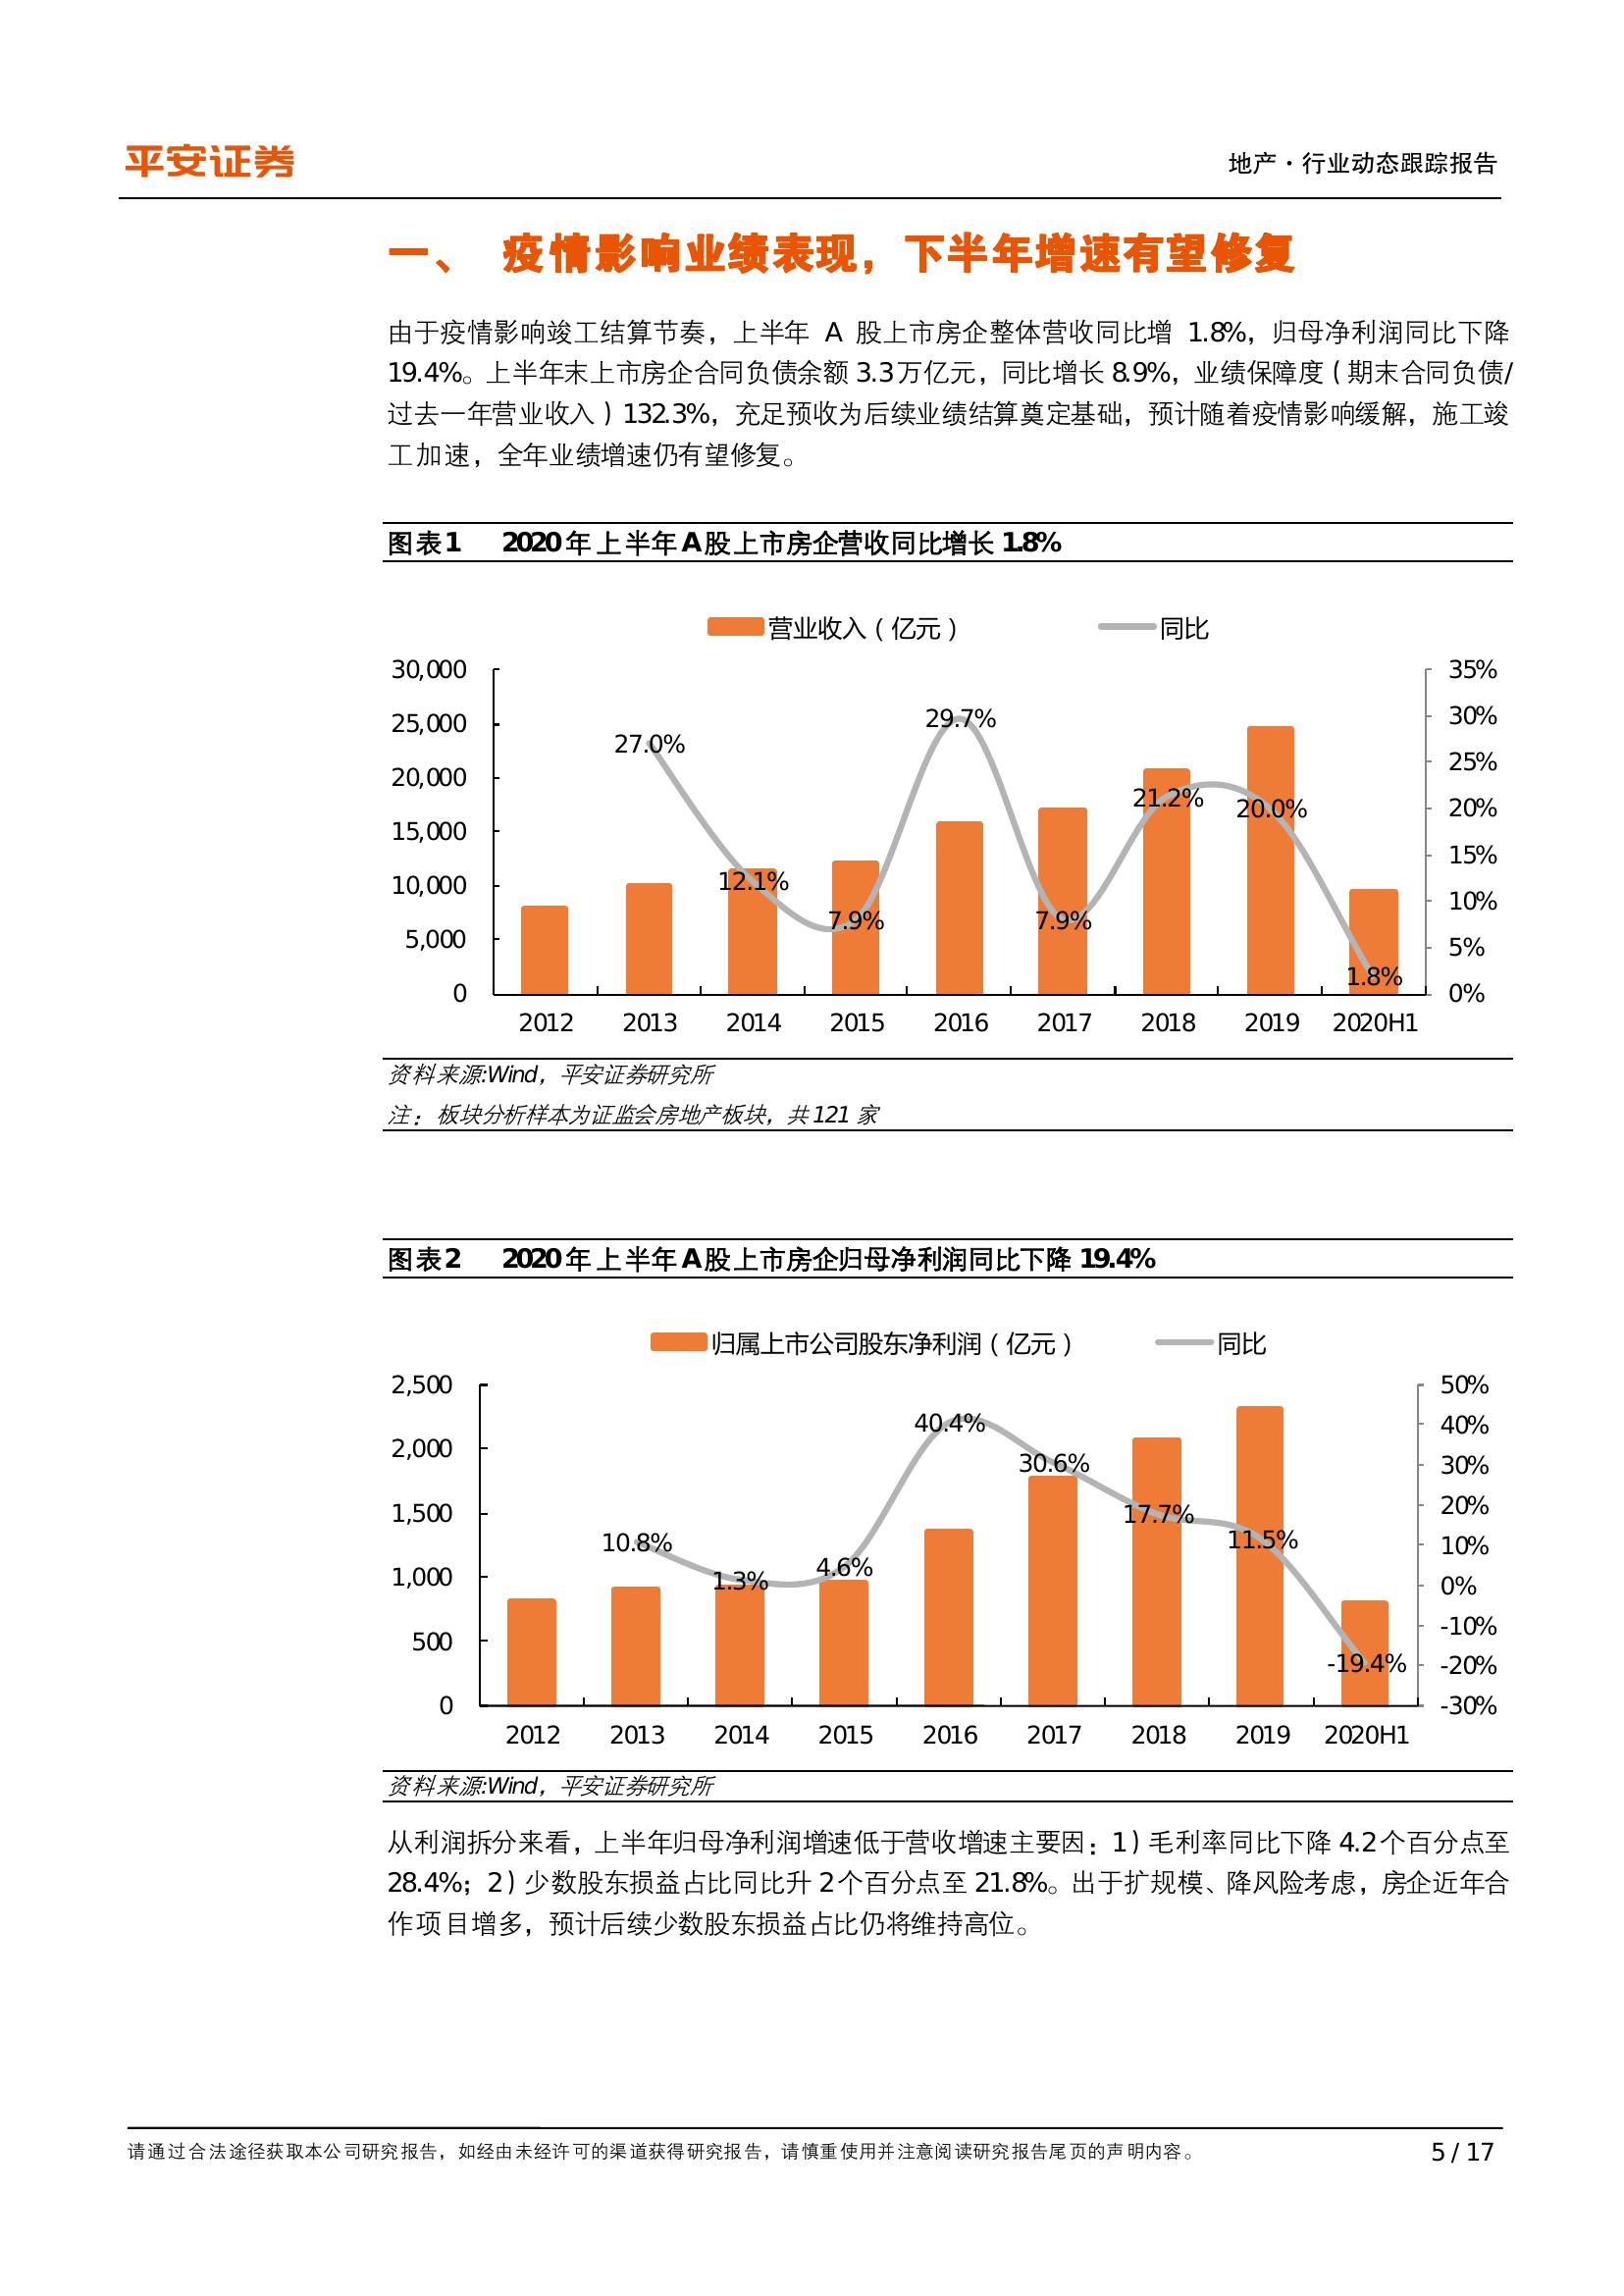 平安证券
地产·行业动态跟踪报告
一、 疫情影响业绩表现，下半年增速有望修复
由于疫情影响竣工结算节奏，上半年 A 股上市房企整体营收同比增 1.8%，归母净利润同比下降
19.4%。上半年末上市房企合同负债余额 3.3 万亿元，同比增长 8.9%，业绩保障度（期末合同负债/
过去一年营业收入）132.3%，充足预收为后续业绩结算奠定基础，预计随着疫情影响缓解，施工竣
工加速，全年业绩增速仍有望修复。
图表1 2020 年上半年 A 股上市房企营收同比增长 1.8%
营业收入（亿元） 同比
30,000
25,000
20,000
15,000
10,000
5,000
0
35%
30%
25%
20%
15%
10%
5%
0%
27.0%
12.1%
7.9%
29.7%
7.9%
21.2%
20.0%
1.8%
2012 2013 2014 2015 2016 2017 2018 2019 2020H1
资料来源:Wind，平安证券研究所
注：板块分析样本为证监会房地产板块，共 121 家
图表2 2020 年上半年 A 股上市房企归母净利润同比下降 19.4%
归属上市公司股东净利润（亿元） 同比
2,500
2,000
1,500
1,000
500
0
50%
40%
30%
20%
10%
0%
-10%
-20%
-30%
10.8%
1.3%
4.6%
40.4%
30.6%
17.7%
11.5%
-19.4%
2012 2013 2014 2015 2016 2017 2018 2019 2020H1
资料来源:Wind，平安证券研究所
从利润拆分来看，上半年归母净利润增速低于营收增速主要因：1）毛利率同比下降 4.2 个百分点至
28.4%；2）少数股东损益占比同比升 2 个百分点至 21.8%。出于扩规模、降风险考虑，房企近年合
作项目增多，预计后续少数股东损益占比仍将维持高位。
请通过合法途径获取本公司研究报告，如经由未经许可的渠道获得研究报告，请慎重使用并注意阅读研究报告尾页的声明内容。
5 / 17